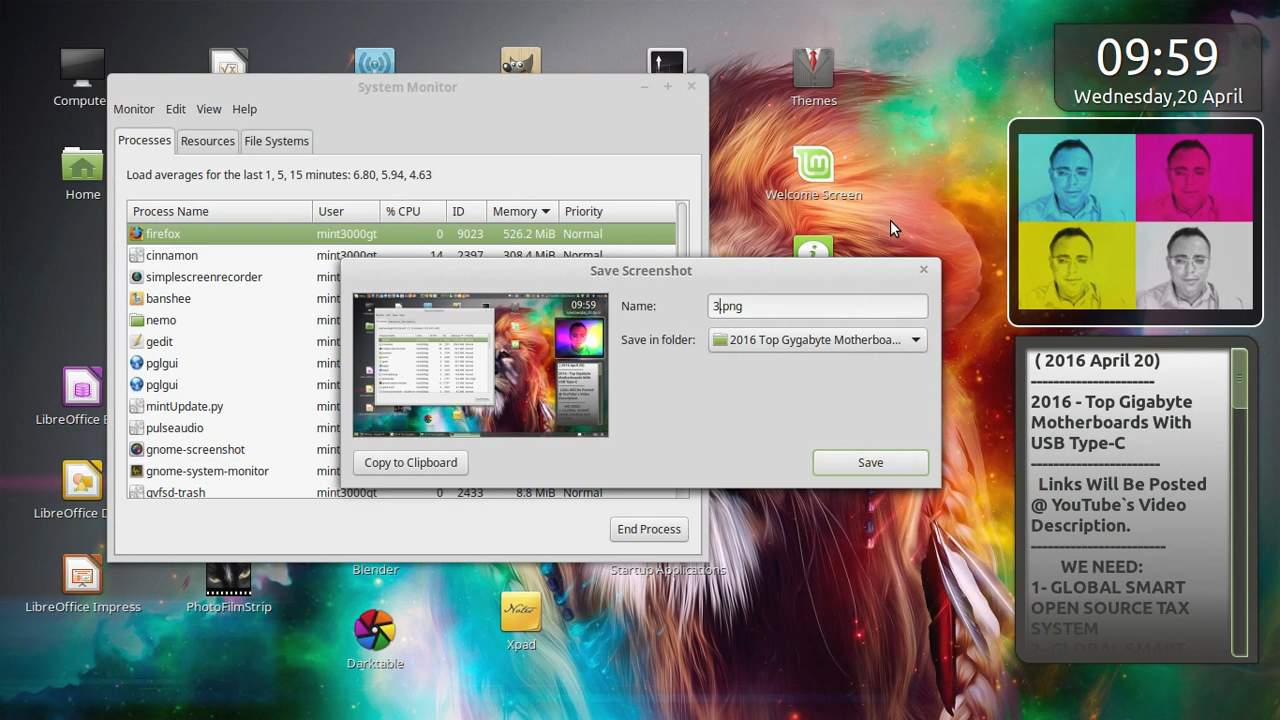 09:59
Wednesday,20 April
Compute
Themes
System Monitor
Monitor Edit View Help
Processes Resources File Systems
Home
Welcome Screen
Load averages for the last 1, 5, 15 minutes: 6.80, 5.94, 4.63
Process Name User % CPU ID Memory Priority
firefox mint3000gt 0 9023 526.2 MiB Normal
cinnamon mint3000gt 14 2397 308.4 MiB Normal
simplescreenrecorder mint
banshee mint
nemo mint
gedit mint
pglgui mint
pglgui mint
mintUpdate.py mint
pulseaudio mint
gnome-screenshot mint
gnome-system-monitor mint
gvfsd-trash mint3000gt 0 2433 8.8 MiB Normal
End Process
Save Screenshot
Name: 3.png
Save in folder: 2016 Top Gygabyte Motherboa...
Copy to Clipboard Save
LibreOffice B
LibreOffice D
LibreOffice Impress
PhotoFilmStrip
Blender
Startup Applications
Notes
Xpad
Darktable
( 2016 April 20)
----------------------
2016 - Top Gigabyte
Motherboards With
USB Type-C
-----------------------
Links Will Be Posted
@ YouTube`s Video
Description.
------------------------
WE NEED:
1- GLOBAL SMART
OPEN SOURCE TAX
SYSTEM
2- GLOBAL SMART